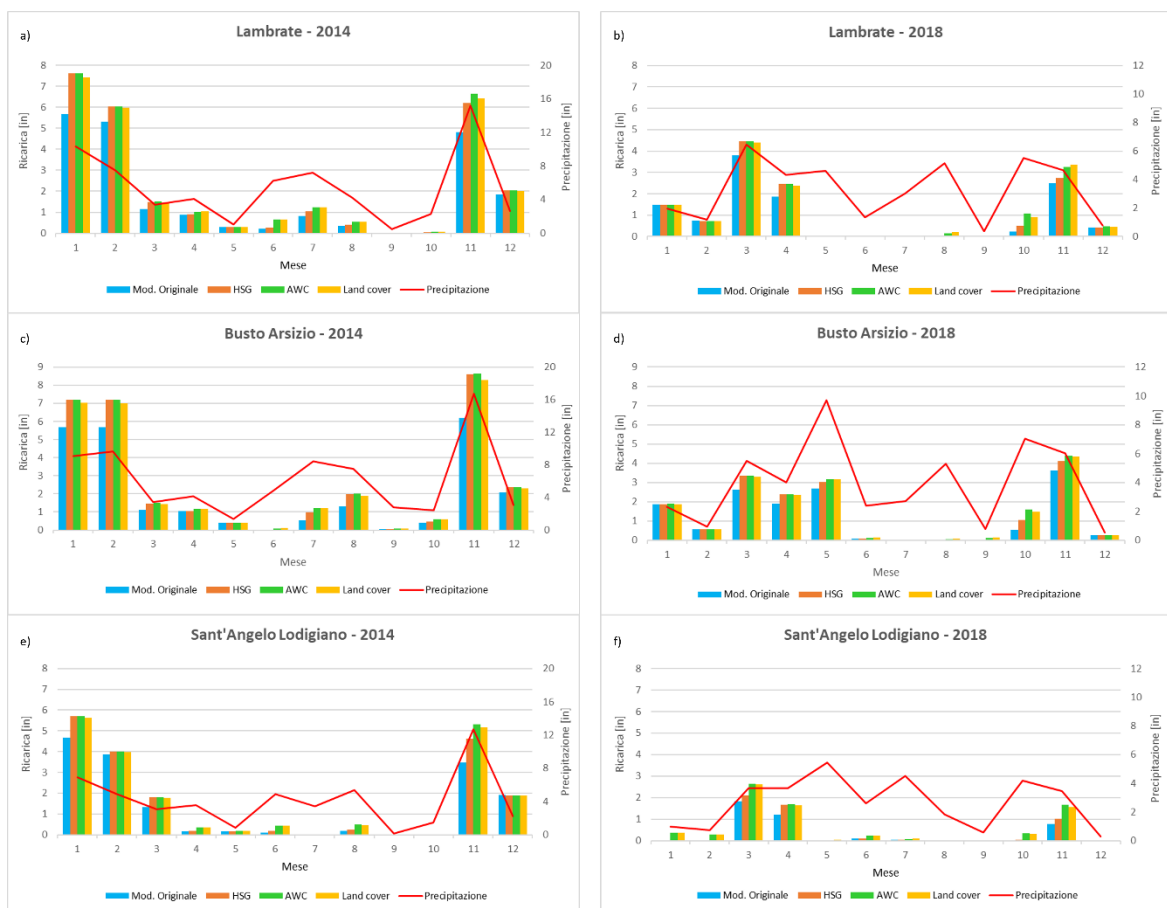 a)
Lambrate - 2014
8
7
6
5
4
3
2
1
0
Ricarica [in]
20
16
12
8
4
0
Precipitazione [in]
1 2 3 4 5 6 7 8 9 10 11 12
Mese
Mod. Originale HSG AWC Land cover Precipitazione
b)
Lambrate - 2018
8
7
6
5
4
3
2
1
0
Ricarica [in]
12
10
8
6
4
2
0
Precipitazione [in]
1 2 3 4 5 6 7 8 9 10 11 12
Mese
Mod. Originale HSG AWC Land cover Precipitazione
c)
Busto Arsizio - 2014
9
8
7
6
5
4
3
2
1
0
Ricarica [in]
20
16
12
8
4
0
Precipitazione [in]
1 2 3 4 5 6 7 8 9 10 11 12
Mese
Mod. Originale HSG AWC Land cover Precipitazione
d)
Busto Arsizio - 2018
9
8
7
6
5
4
3
2
1
0
Ricarica [in]
12
10
8
6
4
2
0
Precipitazione [in]
1 2 3 4 5 6 7 8 9 10 11 12
Mese
Mod. Originale HSG AWC Land cover Precipitazione
e)
Sant'Angelo Lodigiano - 2014
8
7
6
5
4
3
2
1
0
Ricarica [in]
20
16
12
8
4
0
Precipitazione [in]
1 2 3 4 5 6 7 8 9 10 11 12
Mese
Mod. Originale HSG AWC Land cover Precipitazione
f)
Sant'Angelo Lodigiano - 2018
8
7
6
5
4
3
2
1
0
Ricarica [in]
12
10
8
6
4
2
0
Precipitazione [in]
1 2 3 4 5 6 7 8 9 10 11 12
Mese
Mod. Originale HSG AWC Land cover Precipitazione